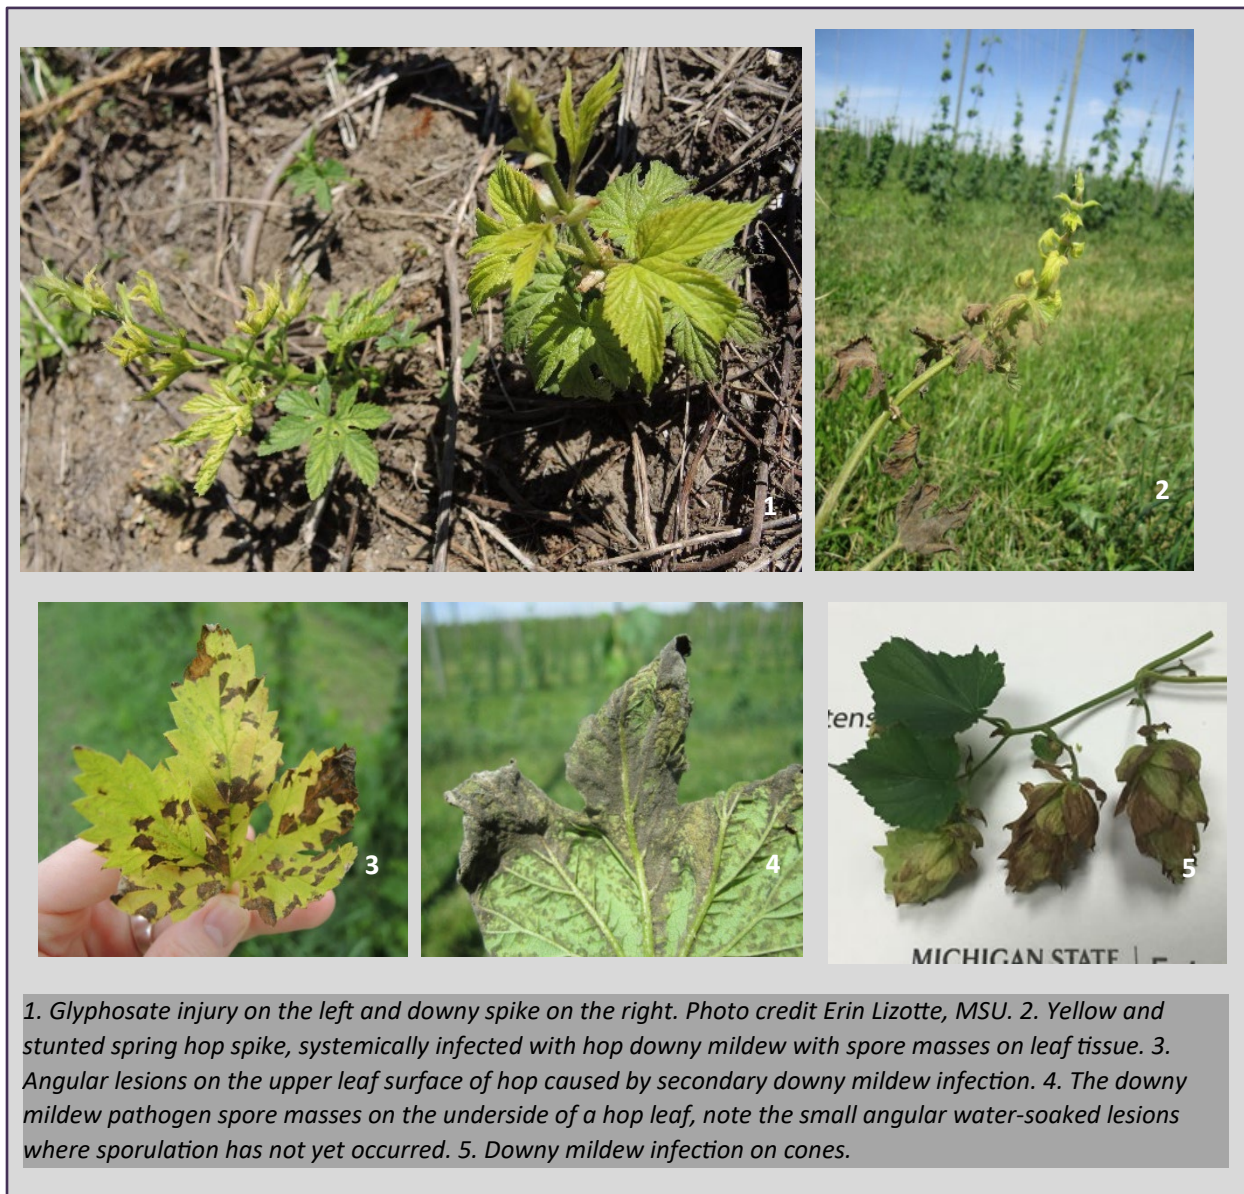 1
2
3
4
tens
5
MICHIGAN STATE
1. Glyphosate injury on the left and downy spike on the right. Photo credit Erin Lizotte, MSU. 2. Yellow and
stunted spring hop spike, systemically infected with hop downy mildew with spore masses on leaf tissue. 3.
Angular lesions on the upper leaf surface of hop caused by secondary downy mildew infection. 4. The downy
mildew pathogen spore masses on the underside of a hop leaf, note the small angular water-soaked lesions
where sporulation has not yet occurred. 5. Downy mildew infection on cones.